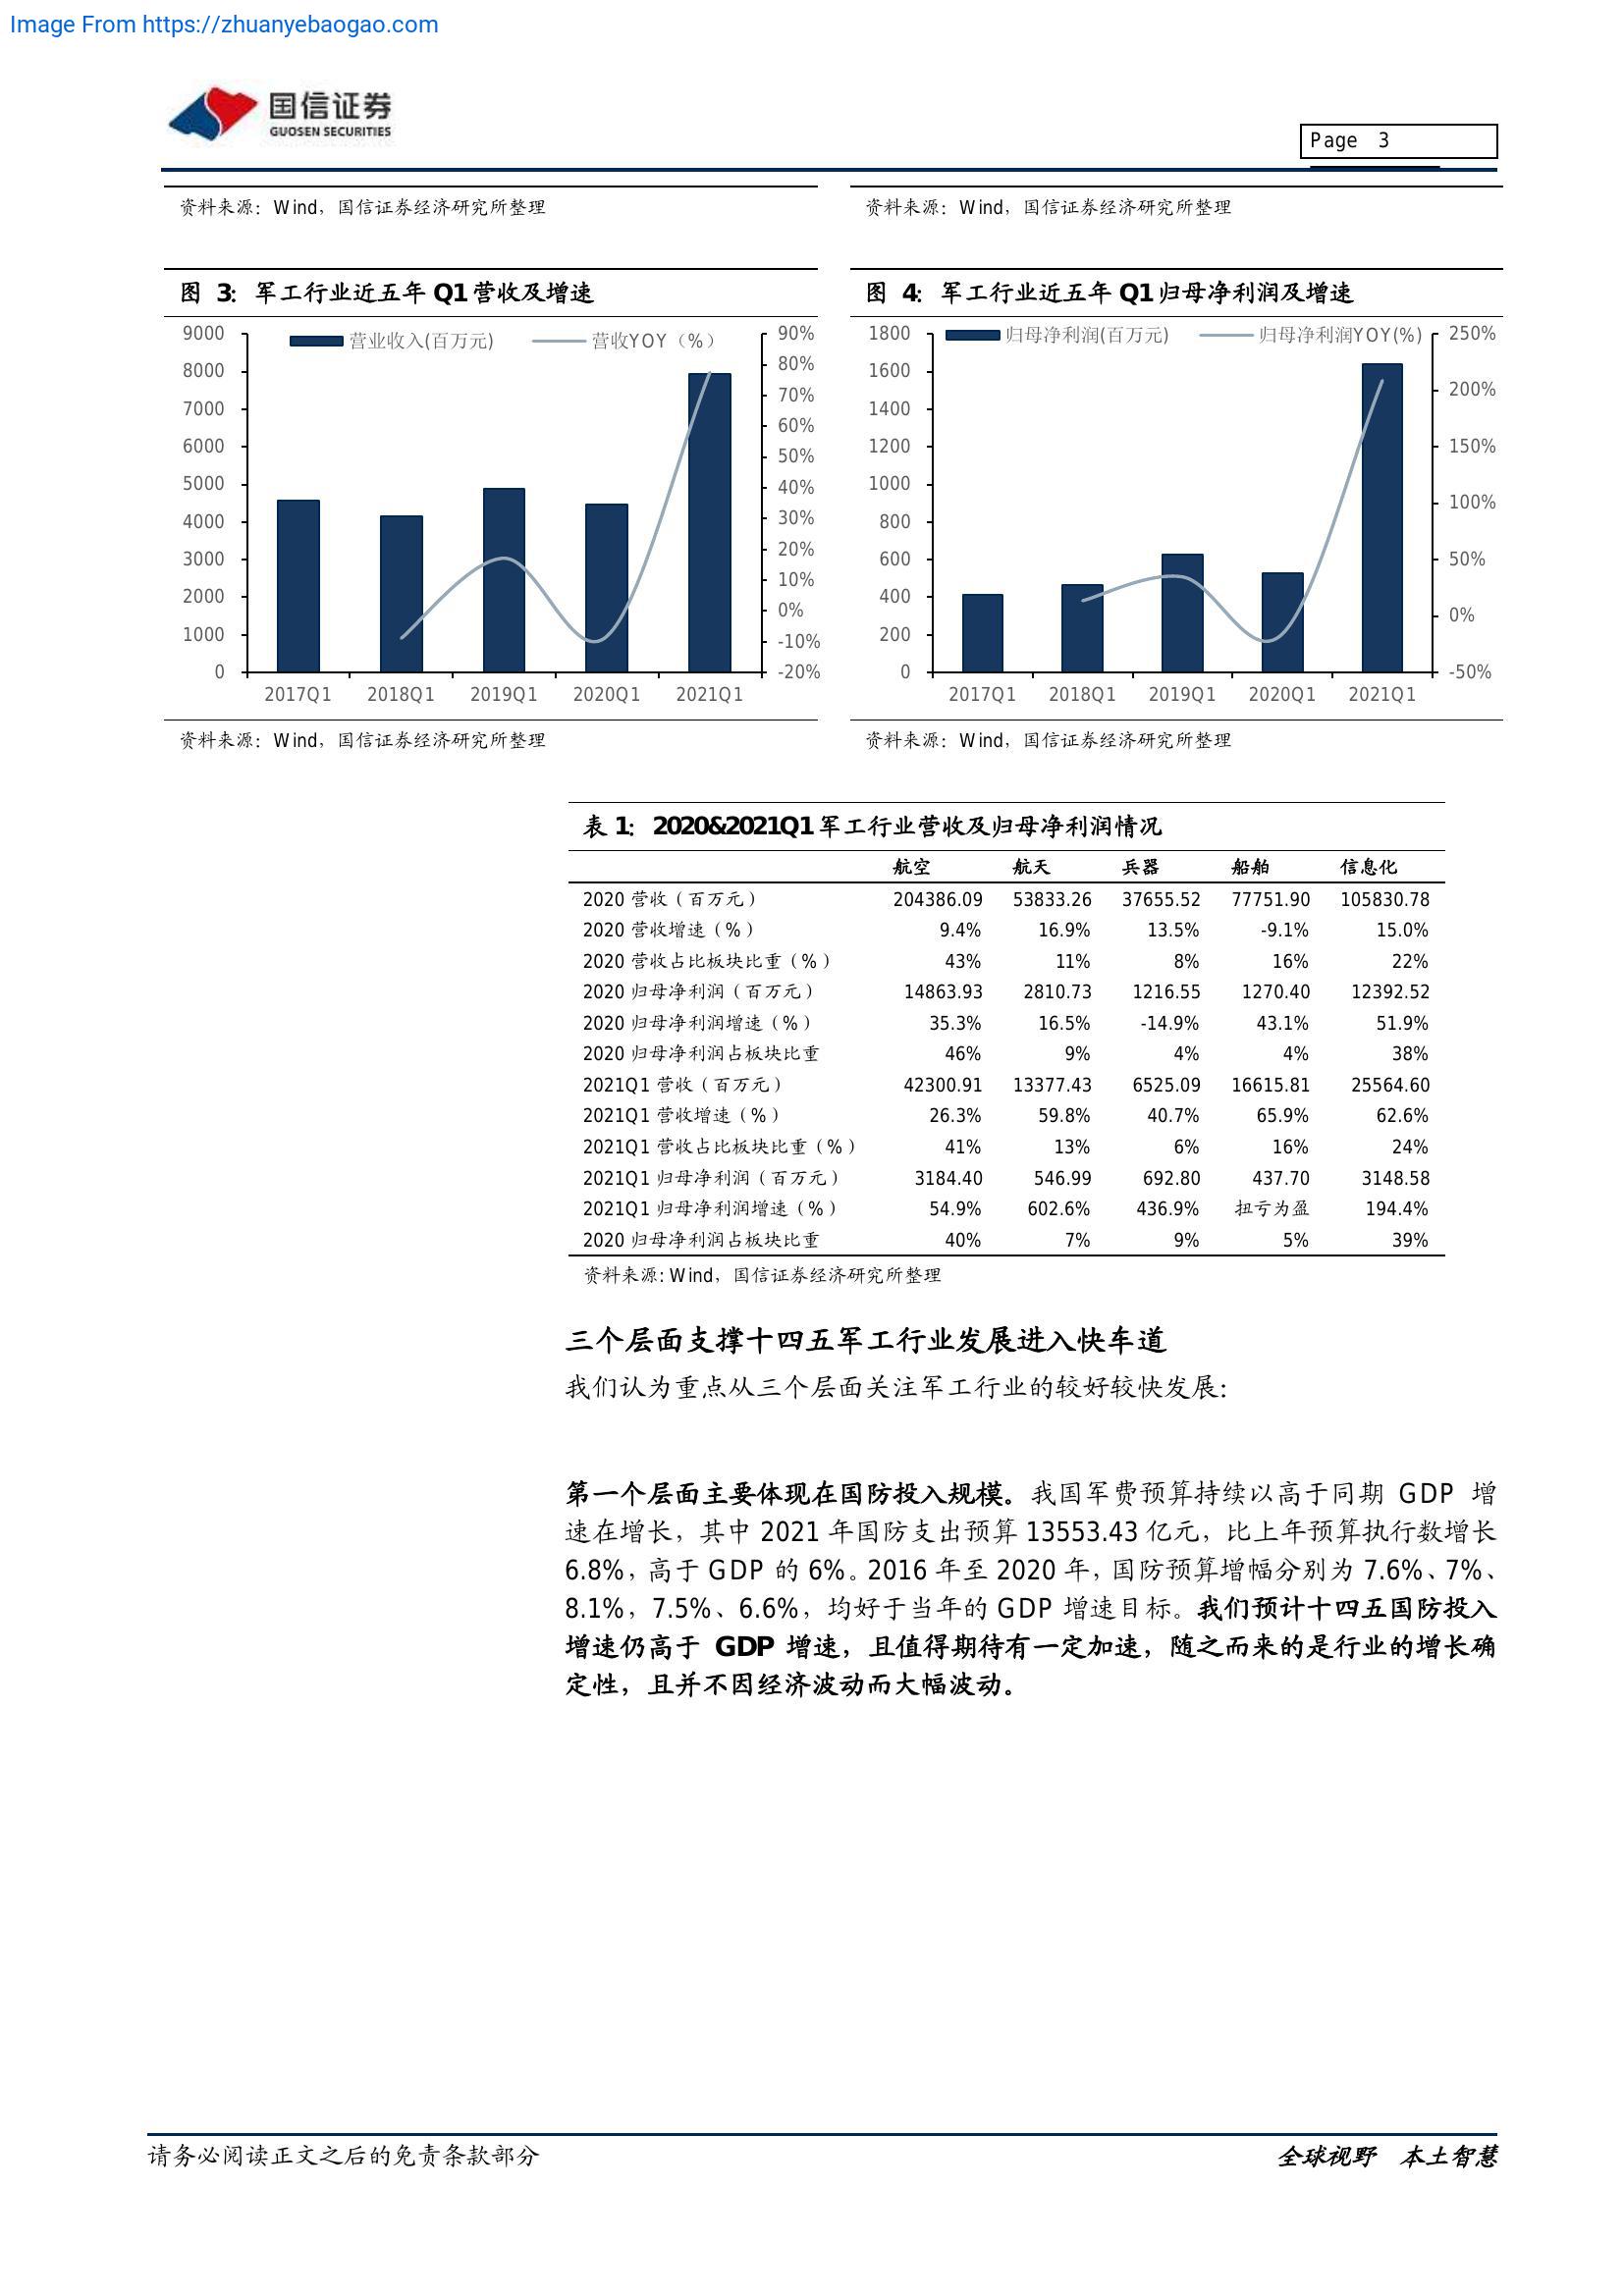 Image From https://zhuanyebaogao.com
国信证券
GUOSEN SECURITIES
Page 3
资料来源：Wind，国信证券经济研究所整理
资料来源：Wind，国信证券经济研究所整理
图 3：军工行业近五年 Q1 营收及增速
9000
8000
7000
6000
5000
4000
3000
2000
1000
0
营业收入(百万元)
营收YOY（%）
90%
80%
70%
60%
50%
40%
30%
20%
10%
0%
-10%
-20%
2017Q1 2018Q1 2019Q1 2020Q1 2021Q1
资料来源：Wind，国信证券经济研究所整理
图 4：军工行业近五年 Q1 归母净利润及增速
1800
1600
1400
1200
1000
800
600
400
200
0
归母净利润(百万元)
归母净利润YOY(%)
250%
200%
150%
100%
50%
0%
-50%
2017Q1 2018Q1 2019Q1 2020Q1 2021Q1
资料来源：Wind，国信证券经济研究所整理
表 1：2020&2021Q1 军工行业营收及归母净利润情况
航空 航天 兵器 船舶 信息化
2020 营收（百万元） 204386.09 53833.26 37655.52 77751.90 105830.78
2020 营收增速（%） 9.4% 16.9% 13.5% -9.1% 15.0%
2020 营收占比板块比重（%） 43% 11% 8% 16% 22%
2020 归母净利润（百万元） 14863.93 2810.73 1216.55 1270.40 12392.52
2020 归母净利润增速（%） 35.3% 16.5% -14.9% 43.1% 51.9%
2020 归母净利润占板块比重 46% 9% 4% 4% 38%
2021Q1 营收（百万元） 42300.91 13377.43 6525.09 16615.81 25564.60
2021Q1 营收增速（%） 26.3% 59.8% 40.7% 65.9% 62.6%
2021Q1 营收占比板块比重（%） 41% 13% 6% 16% 24%
2021Q1 归母净利润（百万元） 3184.40 546.99 692.80 437.70 3148.58
2021Q1 归母净利润增速（%） 54.9% 602.6% 436.9% 扭亏为盈 194.4%
2020 归母净利润占板块比重 40% 7% 9% 5% 39%
资料来源: Wind，国信证券经济研究所整理
三个层面支撑十四五军工行业发展进入快车道
我们认为重点从三个层面关注军工行业的较好较快发展：
第一个层面主要体现在国防投入规模。我国军费预算持续以高于同期 GDP 增
速在增长，其中 2021 年国防支出预算 13553.43 亿元，比上年预算执行数增长
6.8%，高于 GDP 的 6%。2016 年至 2020 年，国防预算增幅分别为 7.6%、7%、
8.1%，7.5%、6.6%，均好于当年的 GDP 增速目标。我们预计十四五国防投入
增速仍高于 GDP 增速，且值得期待有一定加速，随之而来的是行业的增长确
定性，且并不因经济波动而大幅波动。
请务必阅读正文之后的免责条款部分
全球视野 本土智慧